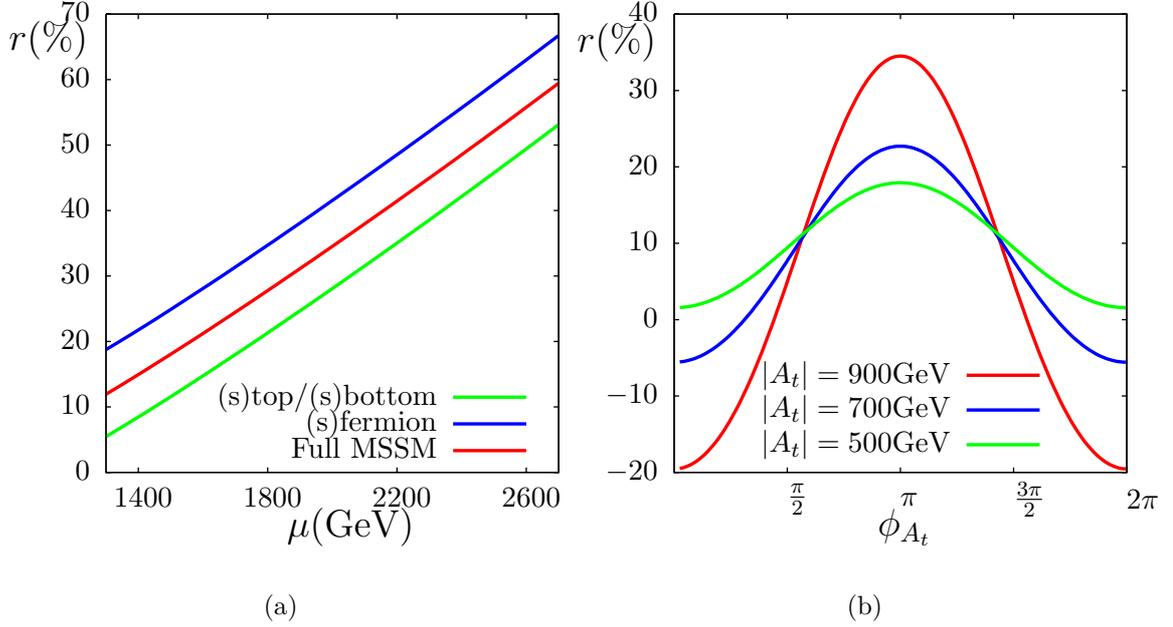 r(%)
70
60
50
40
30
20
10
0
(s)top/(s)bottom
(s)fermion
Full MSSM
1400 1800 2200 2600
μ(GeV)
(a)
r(%)
40
30
20
10
0
−10
−20
|A_t| = 900GeV
|A_t| = 700GeV
|A_t| = 500GeV
π/2 π 3π/2 2π
ϕ_{A_t}
(b)